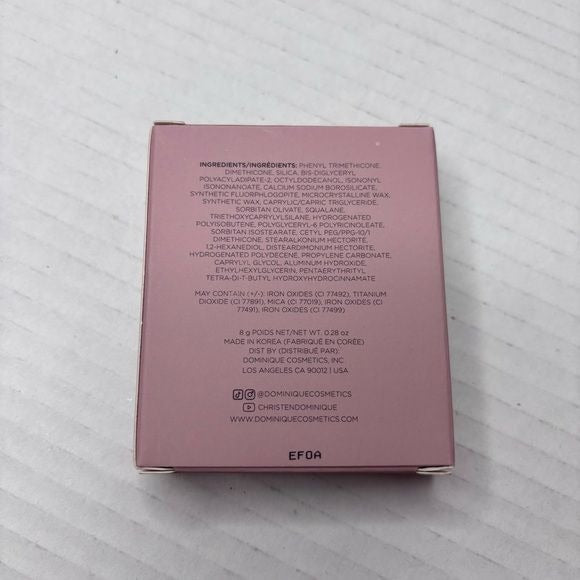 INGREDIENTS/INGRÉDIENTS: PHENYL TRIMETHICONE,
DIMETHICONE, SILICA, BIS-DIGLYCERYL
POLYACYLADIPATE-2, OCTYLDODECANOL, ISONONYL
ISONONANOATE, CALCIUM SODIUM BOROSILICATE,
SYNTHETIC FLUORPHLOGOPITE, MICROCRYSTALLINE WAX,
SYNTHETIC WAX, CAPRYLIC/CAPRIC TRIGLYCERIDE,
SORBITAN OLIVATE, SQUALANE,
TRIETHOXYCAPRYLYLSILANE, HYDROGENATED
POLYISOBUTENE, POLYGLYCERYL-6 POLYRICINOLEATE,
SORBITAN ISOSTEARATE, CETYL PEG/PPG-10/1
DIMETHICONE, STEARALKONIUM HECTORITE,
1,2-HEXANEDIOL, DISTEARDIMONIUM HECTORITE,
HYDROGENATED POLYDECENE, PROPYLENE CARBONATE,
CAPRYLYL GLYCOL, ALUMINUM HYDROXIDE,
ETHYLHEXYLGLYCERIN, PENTAERYTHRITYL
TETRA-DI-T-BUTYL HYDROXYHYDROCINNAMATE
MAY CONTAIN (+/-): IRON OXIDES (CI 77492), TITANIUM
DIOXIDE (CI 77891), MICA (CI 77019), IRON OXIDES (CI
77491), IRON OXIDES (CI 77499)
8 g POIDS NET/NET WT. 0.28 oz
MADE IN KOREA (FABRIQUÉ EN CORÉE)
DIST BY (DISTRIBUÉ PAR):
DOMINIQUE COSMETICS, INC
LOS ANGELES CA 90012 | USA
@DOMINIQUECOSMETICS
CHRISTENDOMINIQUE
WWW.DOMINIQUECOSMETICS.COM
EFOA